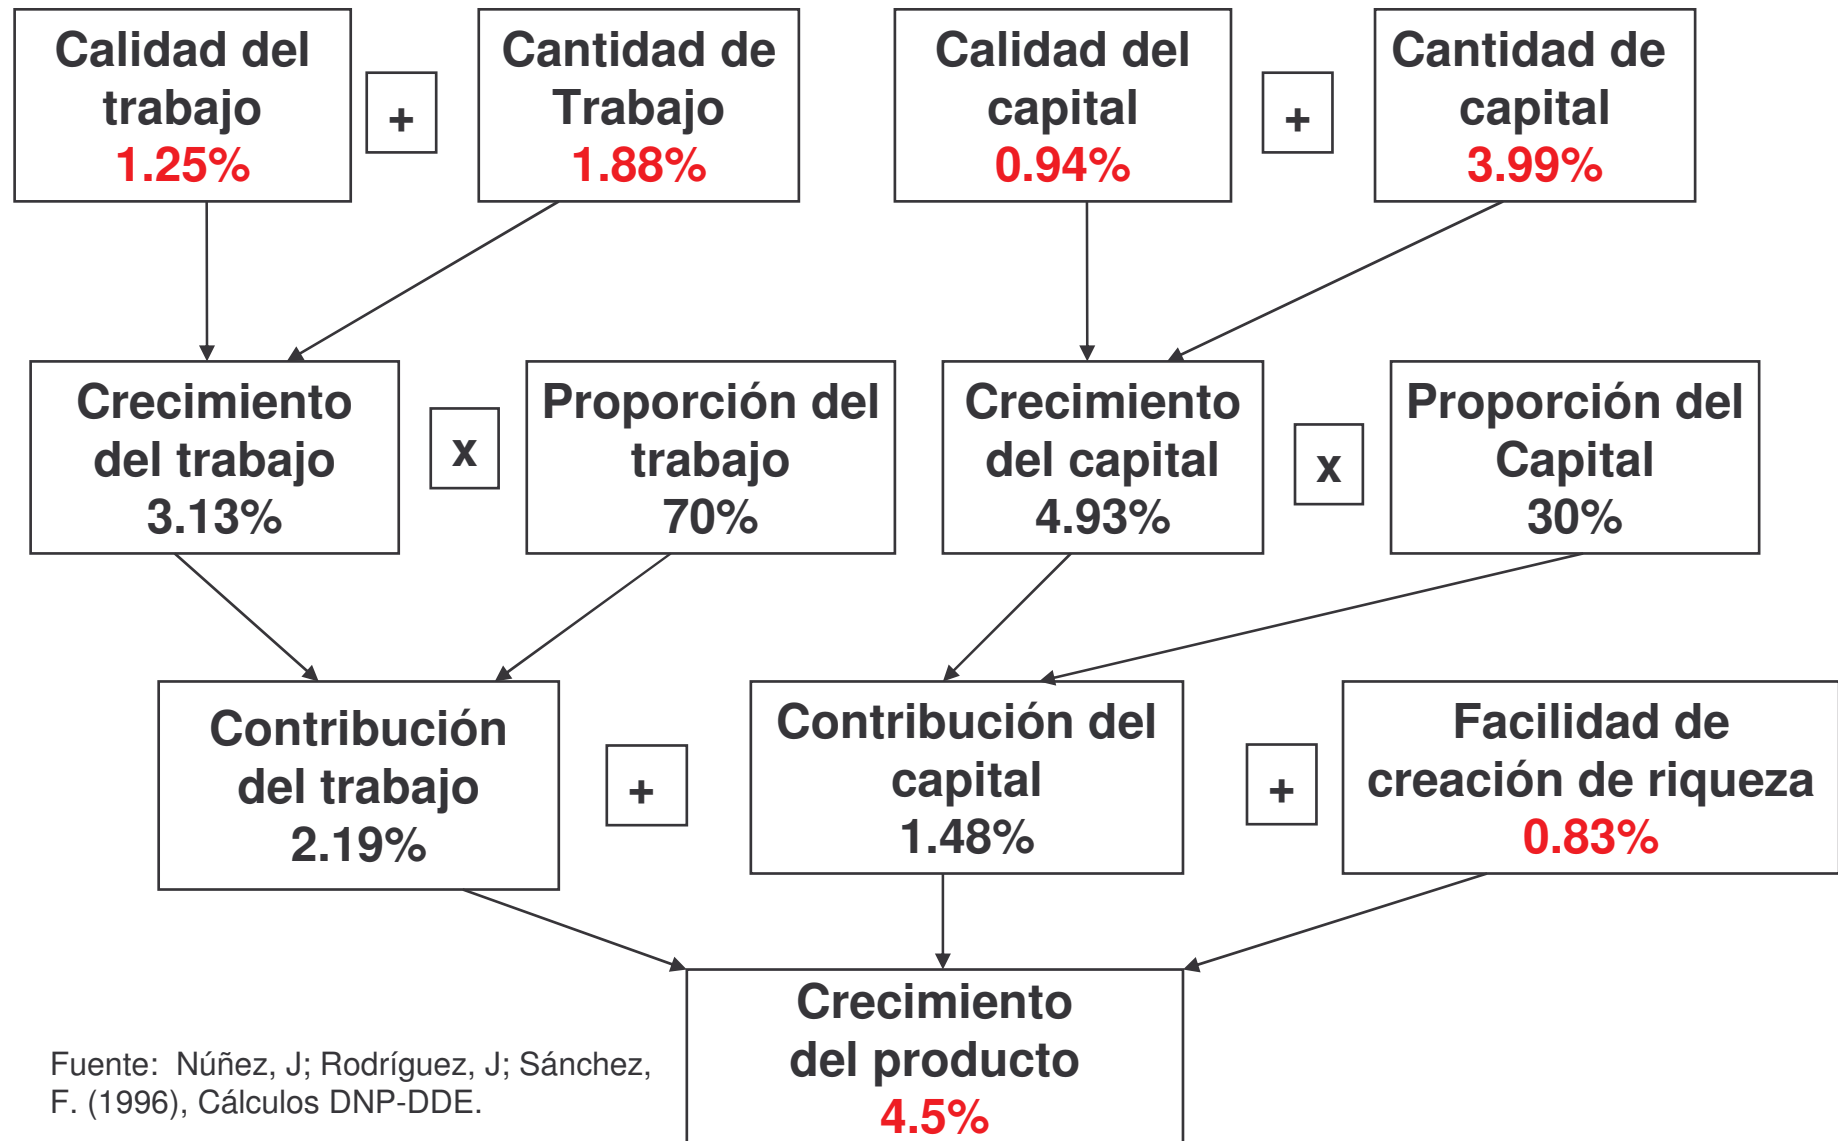 Calidad del
trabajo
1.25%
+
Cantidad de
Trabajo
1.88%
Calidad del
capital
0.94%
+
Cantidad de
capital
3.99%
Crecimiento
del trabajo
3.13%
x
Proporción del
trabajo
70%
Crecimiento
del capital
4.93%
x
Proporción del
Capital
30%
Contribución
del trabajo
2.19%
+
Contribución del
capital
1.48%
+
Facilidad de
creación de riqueza
0.83%
Crecimiento
del producto
4.5%
Fuente: Núñez, J; Rodríguez, J; Sánchez,
F. (1996), Cálculos DNP-DDE.